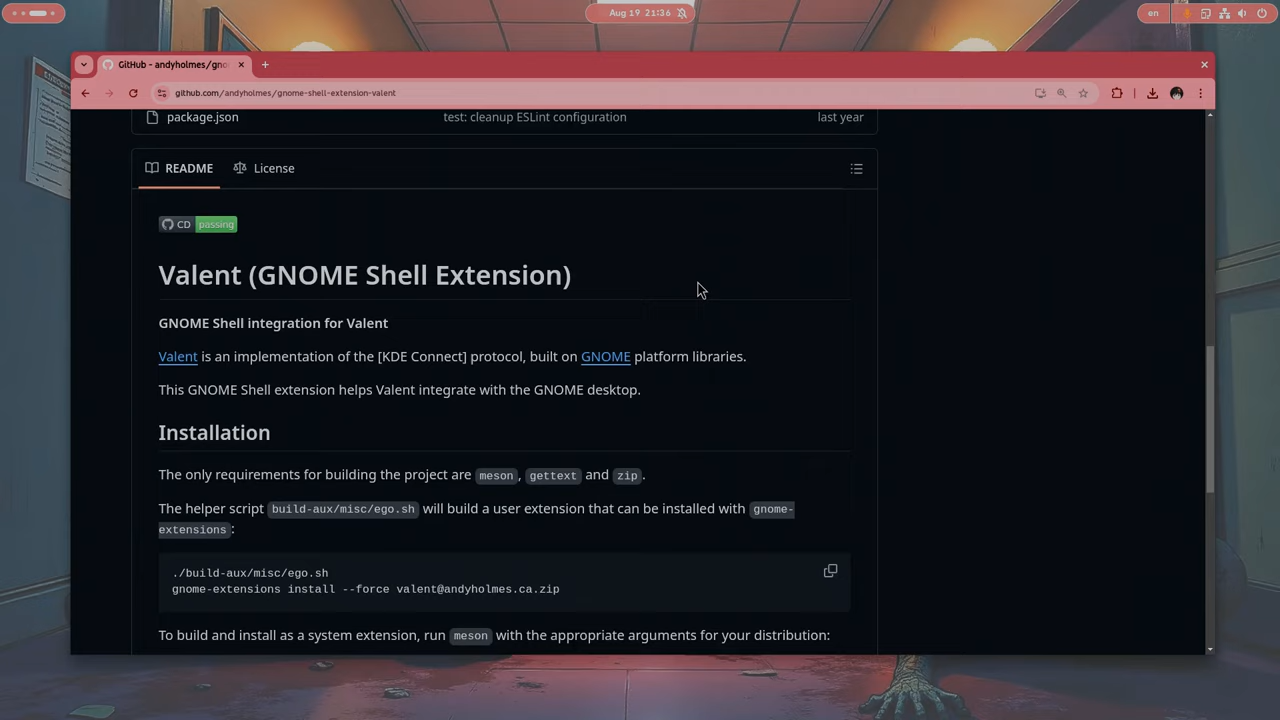 Aug 19 21:36
en
GitHub - andyholmes/gno
github.com/andyholmes/gnome-shell-extension-valent
package.json test: cleanup ESLint configuration last year
README License
CD passing
Valent (GNOME Shell Extension)
GNOME Shell integration for Valent
Valent is an implementation of the [KDE Connect] protocol, built on GNOME platform libraries.
This GNOME Shell extension helps Valent integrate with the GNOME desktop.
Installation
The only requirements for building the project are meson, gettext and zip.
The helper script build-aux/misc/ego.sh will build a user extension that can be installed with gnome-
extensions:
./build-aux/misc/ego.sh
gnome-extensions install --force valent@andyholmes.ca.zip
To build and install as a system extension, run meson with the appropriate arguments for your distribution: